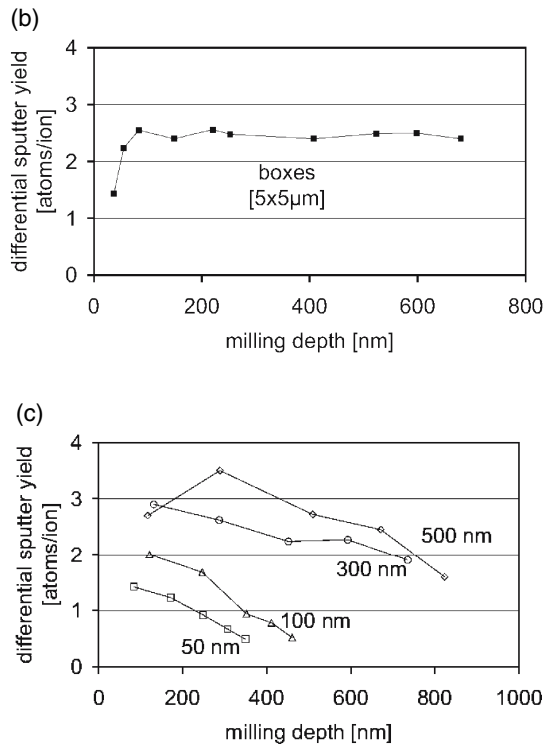 (b)
differential sputter yield
[atoms/ion]
4
3
2
1
0
boxes
[5x5µm]
0 200 400 600 800
milling depth [nm]
(c)
differential sputter yield
[atoms/ion]
4
3
2
1
0
500 nm
300 nm
100 nm
50 nm
0 200 400 600 800 1000
milling depth [nm]